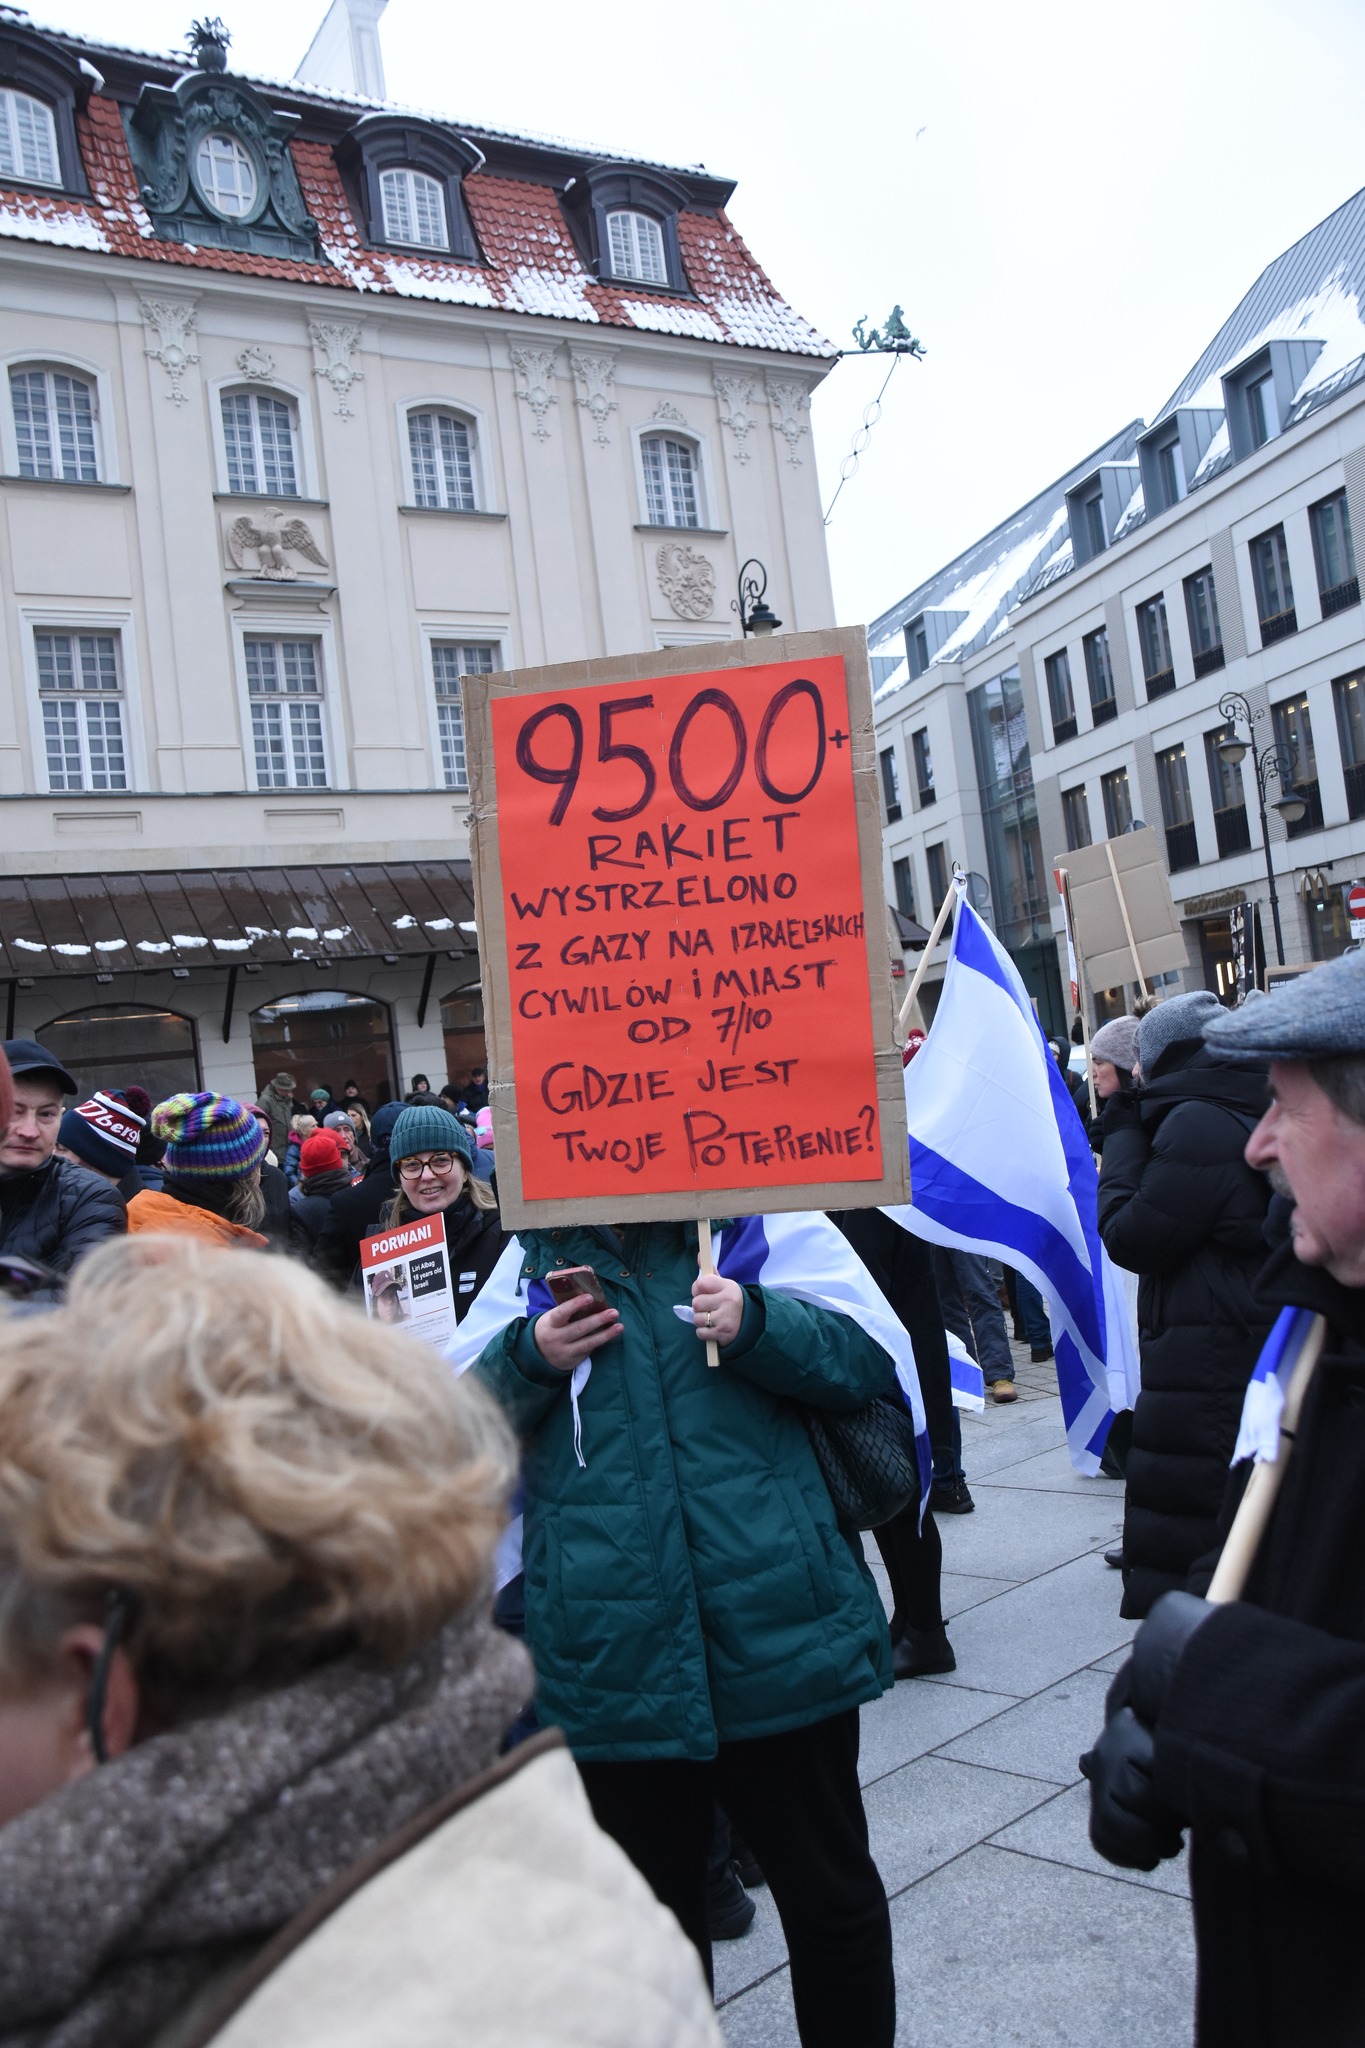 9500+
RAKIET
WYSTRZELONO
Z GAZY NA IZRAELSKICH
CYWILÓW i MIAST
OD 7/10
GDZIE JEST
TWOJE POTĘPIENIE?
PORWANI
Liri Albag
18 years old
Israeli
McDonald's